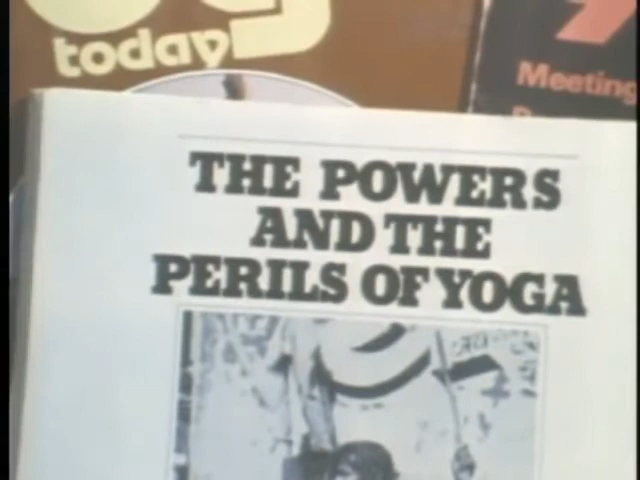 today
Meeting
THE POWERS
AND THE
PERILS OF YOGA